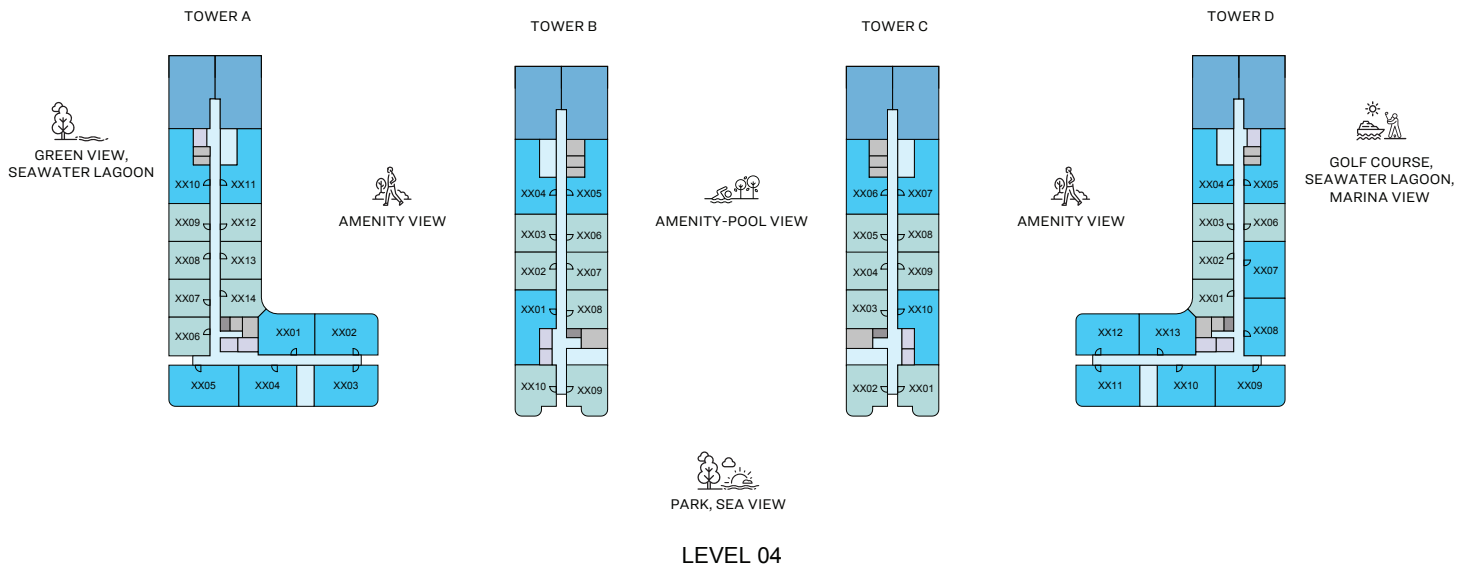 TOWER A
TOWER B
TOWER C
TOWER D
GREEN VIEW,
SEAWATER LAGOON
AMENITY VIEW
AMENITY-POOL VIEW
AMENITY VIEW
GOLF COURSE,
SEAWATER LAGOON,
MARINA VIEW
XX10 XX11
XX09 XX12
XX08 XX13
XX07 XX14
XX06
XX01 XX02
XX05 XX04 XX03
XX04 XX05
XX03 XX06
XX02 XX07
XX01 XX08
XX10 XX09
XX06 XX07
XX05 XX08
XX04 XX09
XX03 XX10
XX02 XX01
XX04 XX05
XX03 XX06
XX02 XX07
XX01
XX08
XX12 XX13
XX11 XX10 XX09
PARK, SEA VIEW
LEVEL 04